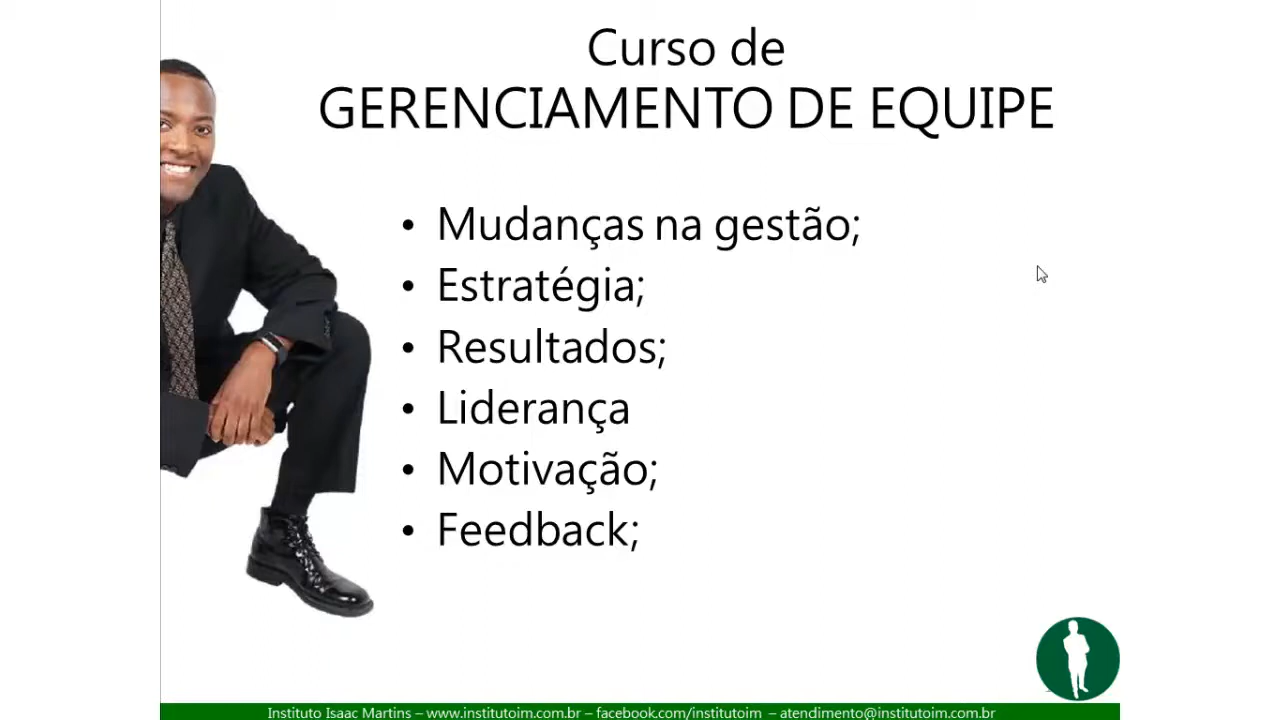 Curso de
GERENCIAMENTO DE EQUIPE
• Mudanças na gestão;
• Estratégia;
• Resultados;
• Liderança
• Motivação;
• Feedback;
Instituto Isaac Martins – www.institutoim.com.br – facebook.com/institutoim – atendimento@institutoim.com.br